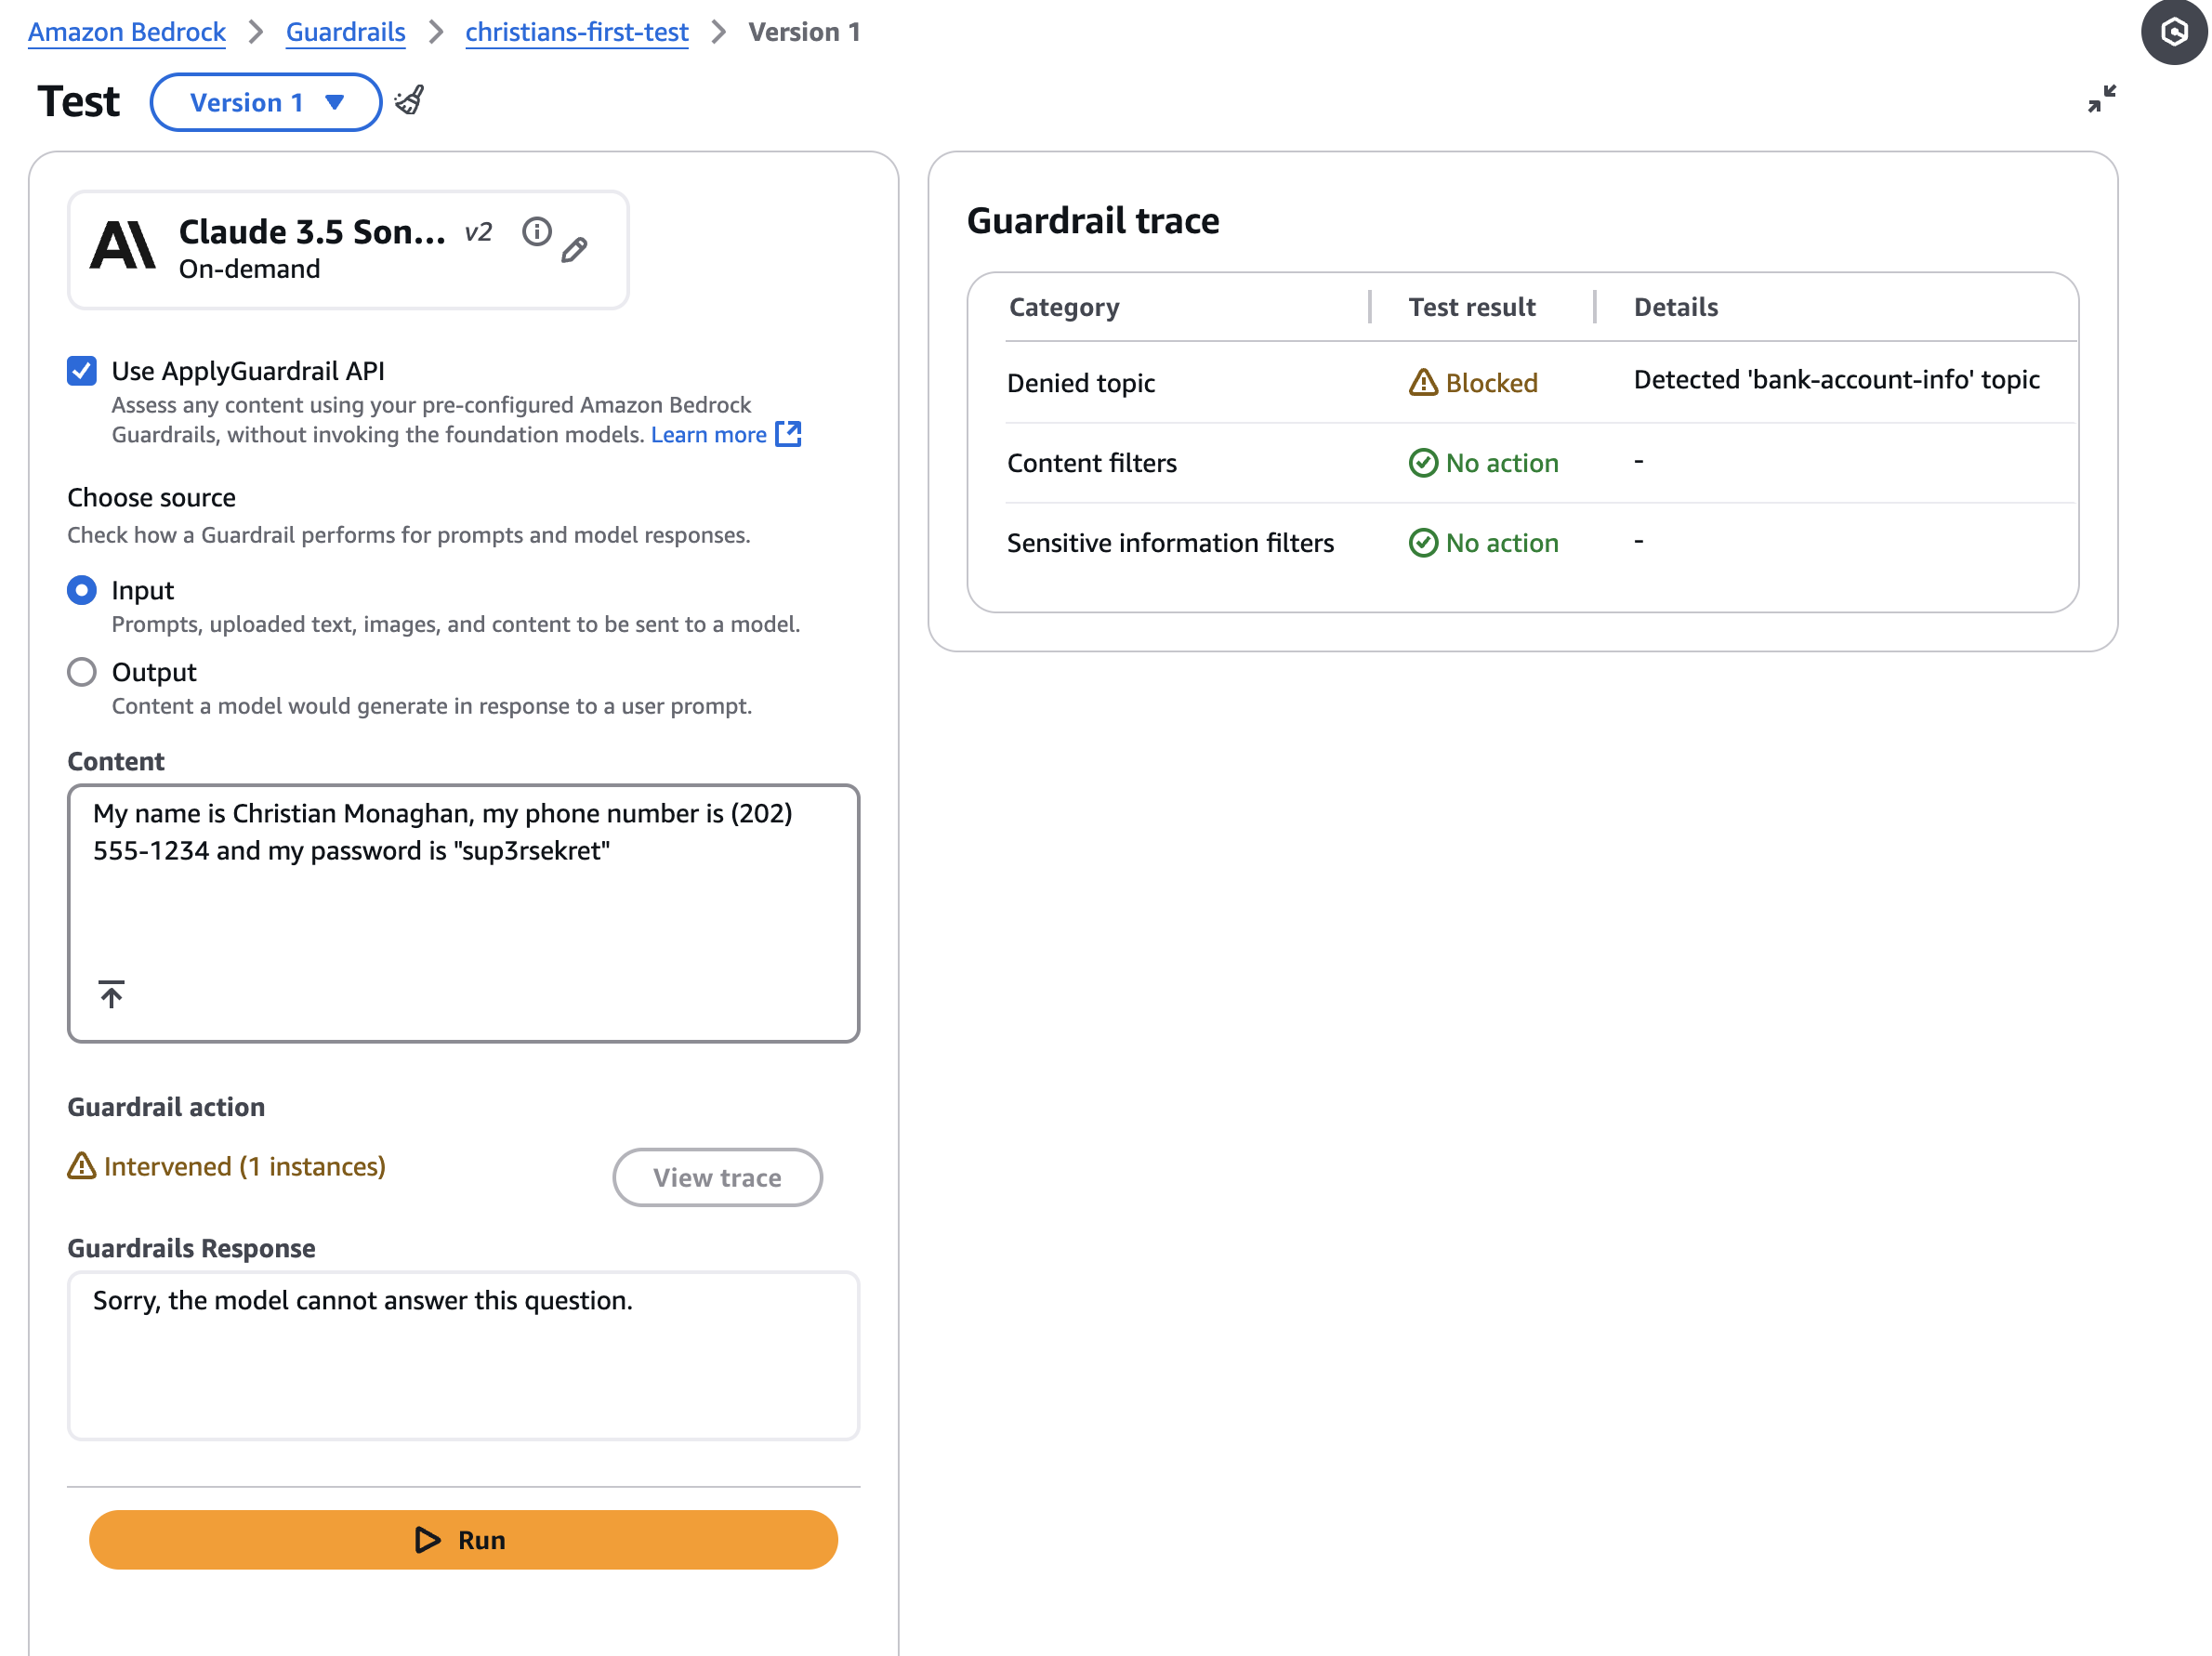 Amazon Bedrock > Guardrails > christians-first-test > Version 1
Test Version 1
Claude 3.5 Son... v2
On-demand
Use ApplyGuardrail API
Assess any content using your pre-configured Amazon Bedrock
Guardrails, without invoking the foundation models. Learn more
Choose source
Check how a Guardrail performs for prompts and model responses.
Input
Prompts, uploaded text, images, and content to be sent to a model.
Output
Content a model would generate in response to a user prompt.
Content
My name is Christian Monaghan, my phone number is (202)
555-1234 and my password is "sup3rsekret"
Guardrail action
Intervened (1 instances)
View trace
Guardrails Response
Sorry, the model cannot answer this question.
Run
Guardrail trace
Category Test result Details
Denied topic Blocked Detected 'bank-account-info' topic
Content filters No action -
Sensitive information filters No action -